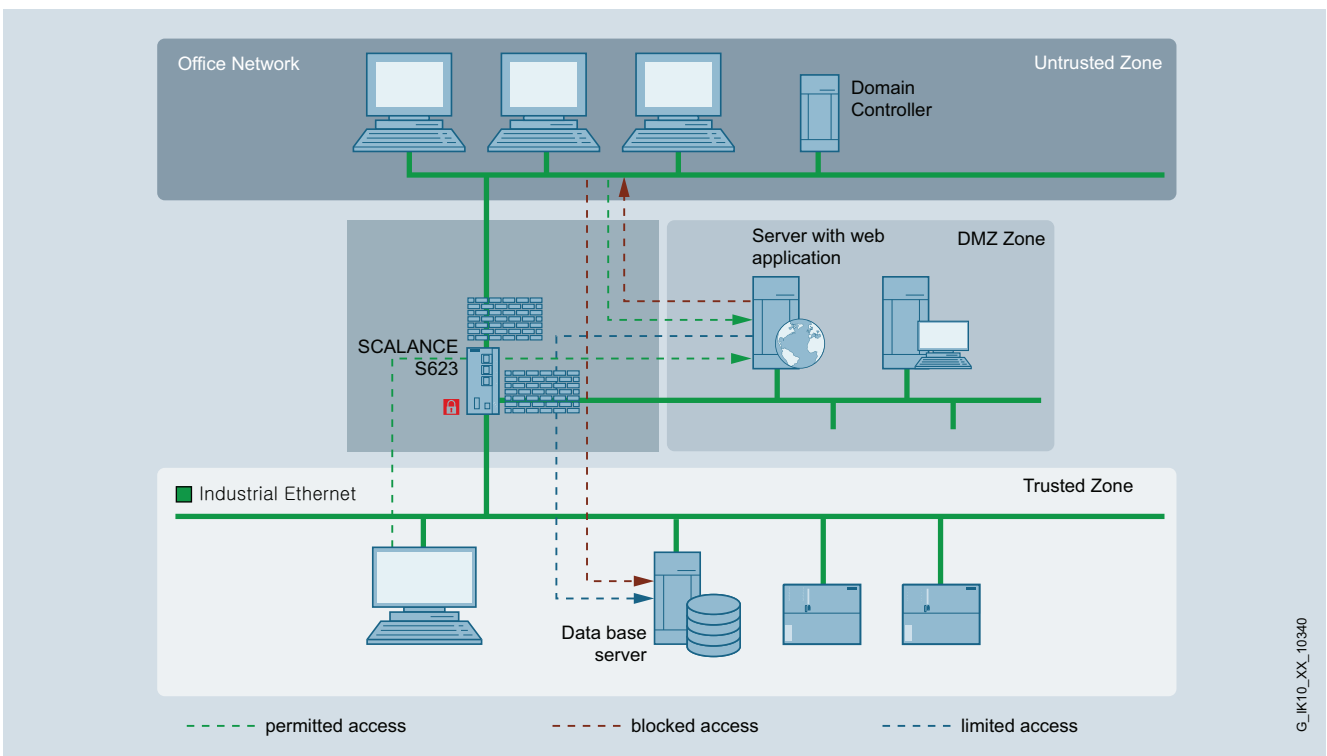 Office Network
Untrusted Zone
Domain
Controller
Server with web
application
DMZ Zone
SCALANCE
S623
Industrial Ethernet
Trusted Zone
Data base
server
permitted access
blocked access
limited access
G_IK10_XX_10340